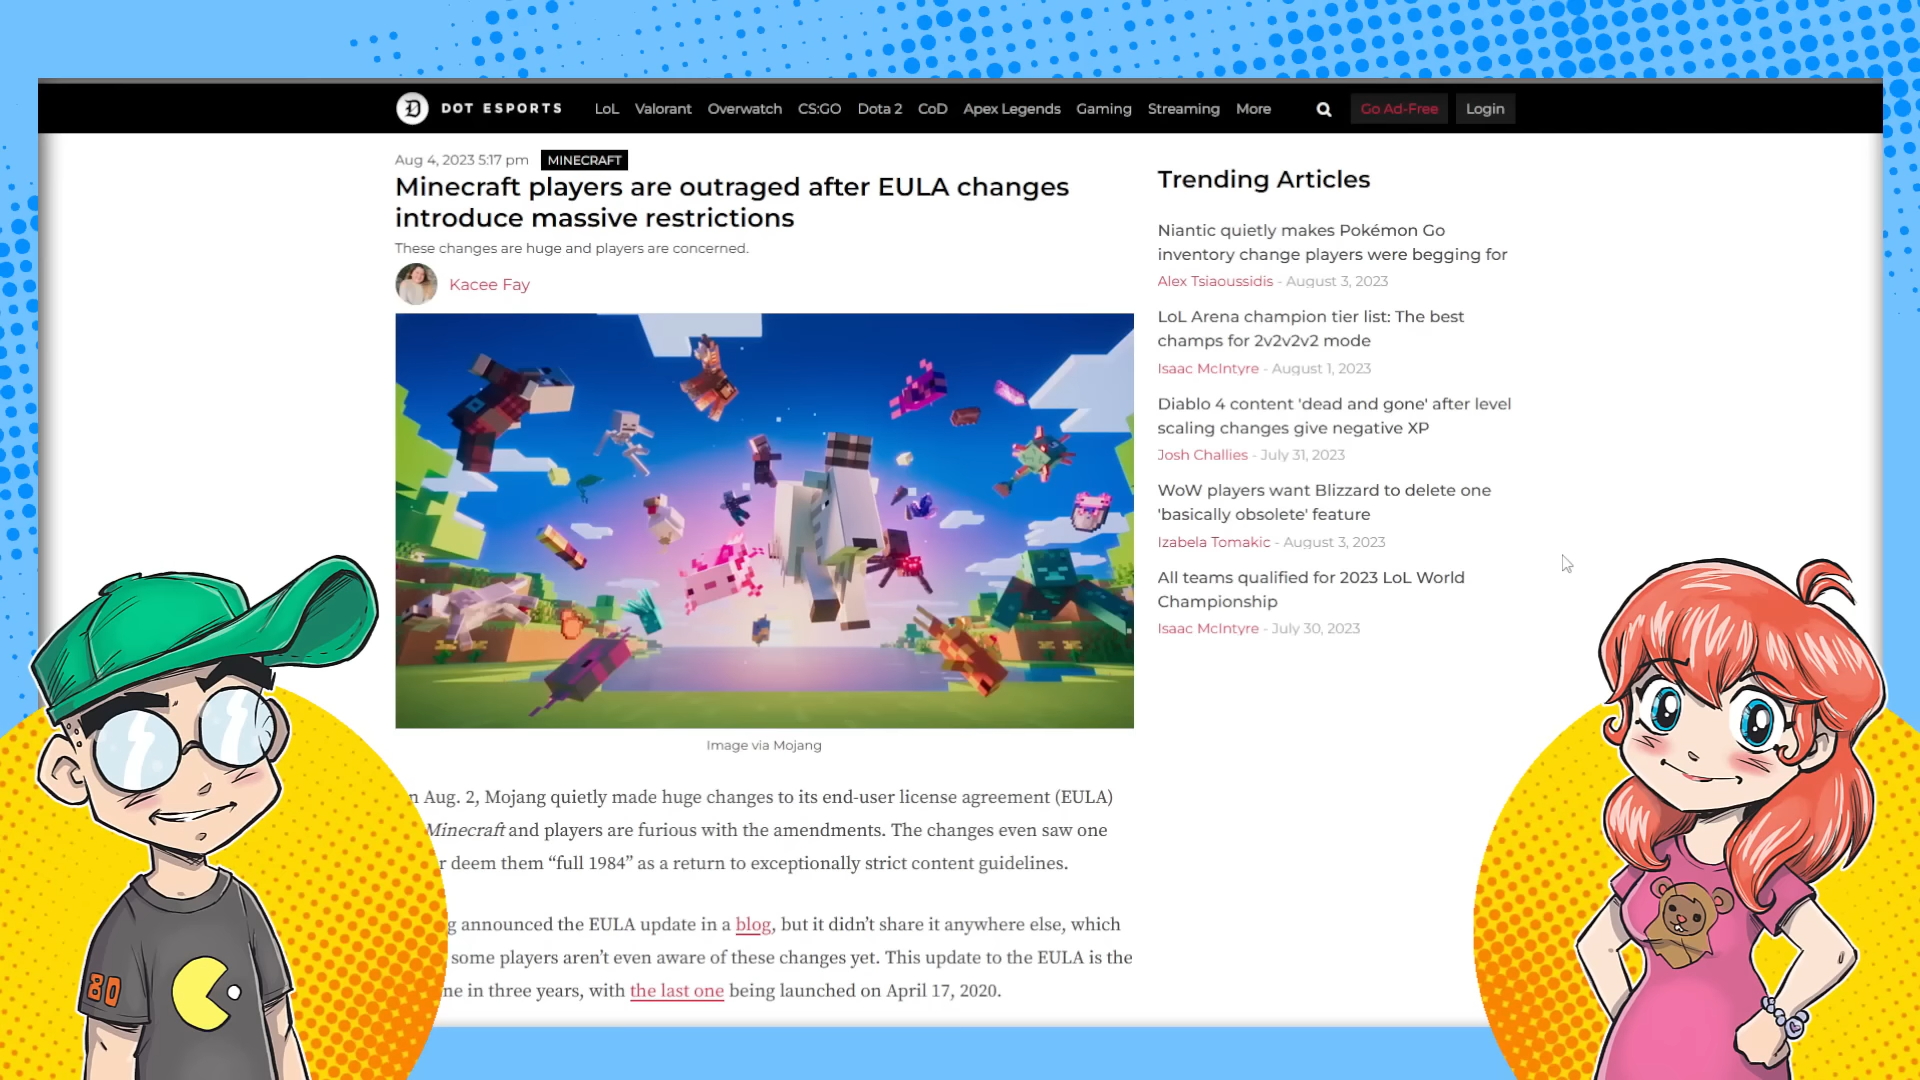 DOT ESPORTS LoL Valorant Overwatch CS:GO Dota 2 CoD Apex Legends Gaming Streaming More Go Ad-Free Login
Aug 4, 2023 5:17 pm MINECRAFT
Minecraft players are outraged after EULA changes
introduce massive restrictions
These changes are huge and players are concerned.
Kacee Fay
Image via Mojang
n Aug. 2, Mojang quietly made huge changes to its end-user license agreement (EULA)
Minecraft and players are furious with the amendments. The changes even saw one
r deem them “full 1984” as a return to exceptionally strict content guidelines.
g announced the EULA update in a blog, but it didn’t share it anywhere else, which
some players aren’t even aware of these changes yet. This update to the EULA is the
ne in three years, with the last one being launched on April 17, 2020.
Trending Articles
Niantic quietly makes Pokémon Go
inventory change players were begging for
Alex Tsiaoussidis - August 3, 2023
LoL Arena champion tier list: The best
champs for 2v2v2v2 mode
Isaac McIntyre - August 1, 2023
Diablo 4 content 'dead and gone' after level
scaling changes give negative XP
Josh Challies - July 31, 2023
WoW players want Blizzard to delete one
'basically obsolete' feature
Izabela Tomakic - August 3, 2023
All teams qualified for 2023 LoL World
Championship
Isaac McIntyre - July 30, 2023
80